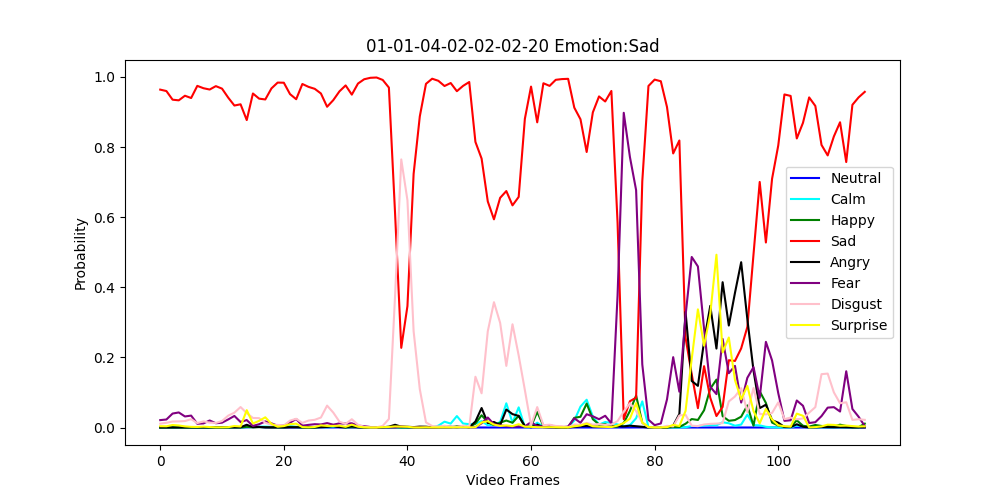 01-01-04-02-02-02-20 Emotion:Sad
1.0
0.8
0.6
0.4
0.2
0.0
Probability
0 20 40 60 80 100
Video Frames
Neutral
Calm
Happy
Sad
Angry
Fear
Disgust
Surprise